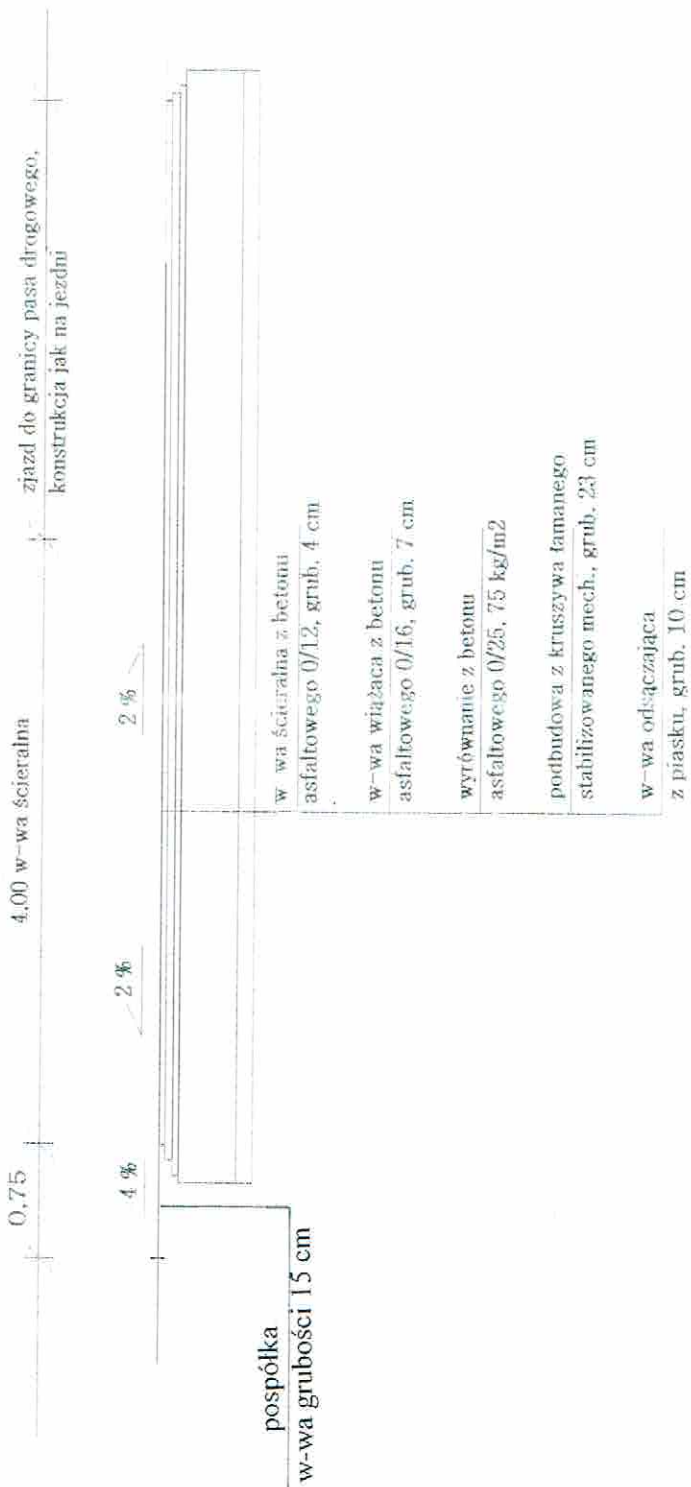 0,75
4.00 w-wa ścieralna
zjazd do granicy pasa drogowego,
konstrukcja jak na jezdni
4 %
2 %
2 %
w wa ścieralna z betonu
asfaltowego 0/12, grub. 4 cm
w-wa wiążaca z betonu
asfaltowego 0/16, grub. 7 cm
wyrównanie z betonu
asfaltowego 0/25, 75 kg/m2
podbudowa z kruszywa łamanego
stabilizowanego mech., grub. 23 cm
w-wa odsączająca
z piasku, grub. 10 cm
pospółka
w-wa grubości 15 cm